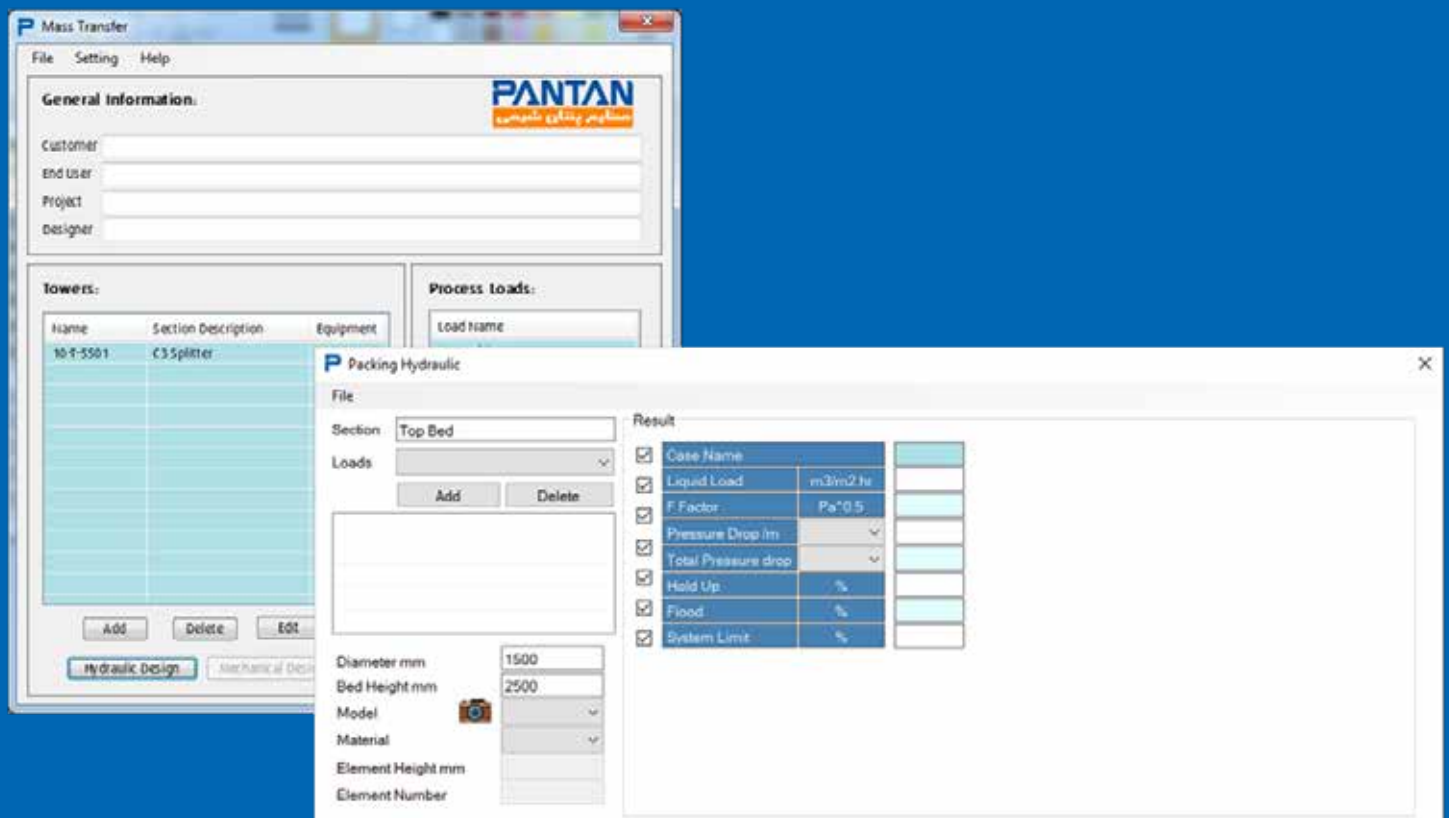 Mass Transfer
File Setting Help
General Information:
PANTAN
صنایع پنتان شیمی
Customer
End User
Project
Designer
Towers:
Name Section Description Equipment
10-T-5501 C3 Splitter
Add Delete Edit
Hydraulic Design Mechanical
Process Loads:
Load Name
Packing Hydraulic
File
Section Top Bed
Loads
Add Delete
Diameter mm 1500
Bed Height mm 2500
Model
Material
Element Height mm
Element Number
Result
Case Name
Liquid Load m3/m2.hr
F Factor Pa^0.5
Pressure Drop /m
Total Pressure drop
Hold Up %
Flood %
System Limit %